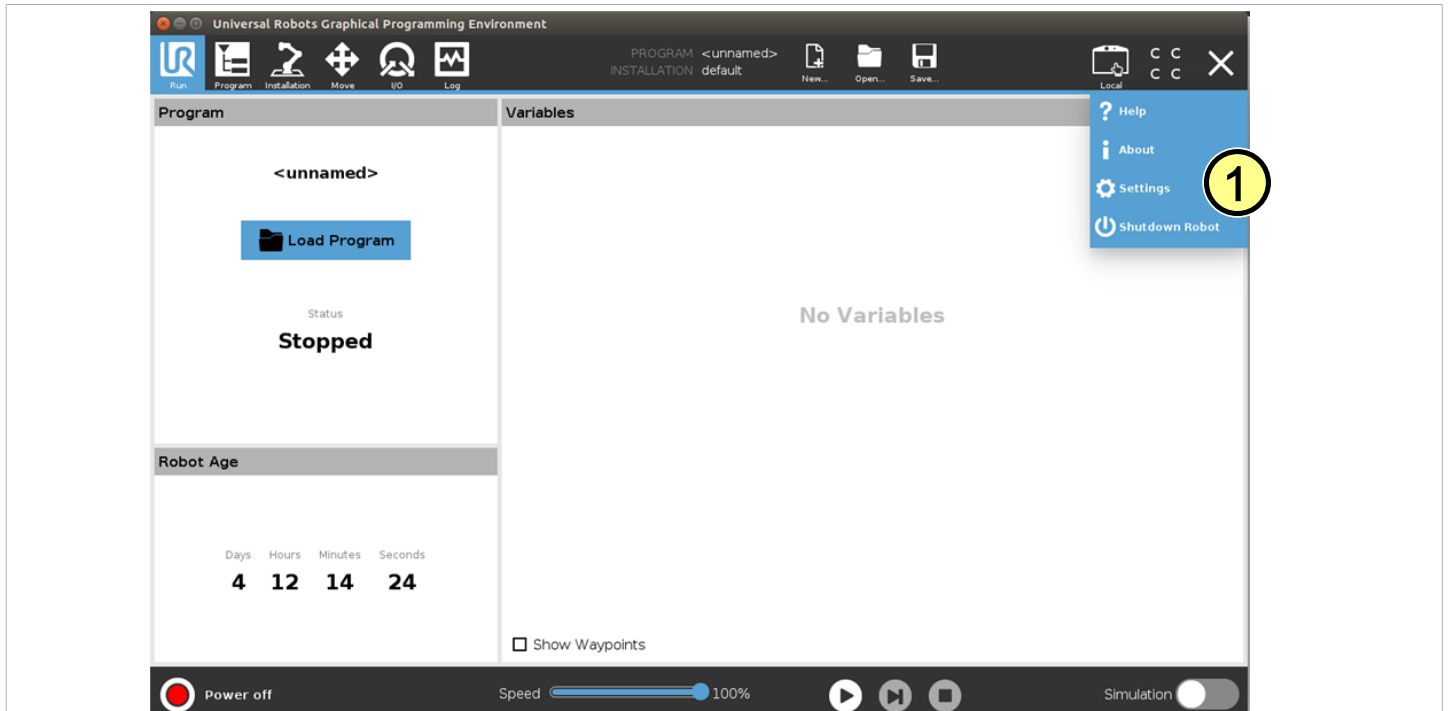 Universal Robots Graphical Programming Environment
UR
Run
Program
Installation
Move
I/O
Log
PROGRAM <unnamed>
INSTALLATION default
New...
Open...
Save...
Local
C C
C C
Program
<unnamed>
Load Program
Status
Stopped
Variables
No Variables
Help
About
Settings
Shutdown Robot
1
Robot Age
Days Hours Minutes Seconds
4 12 14 24
Show Waypoints
Power off
Speed 100%
Simulation